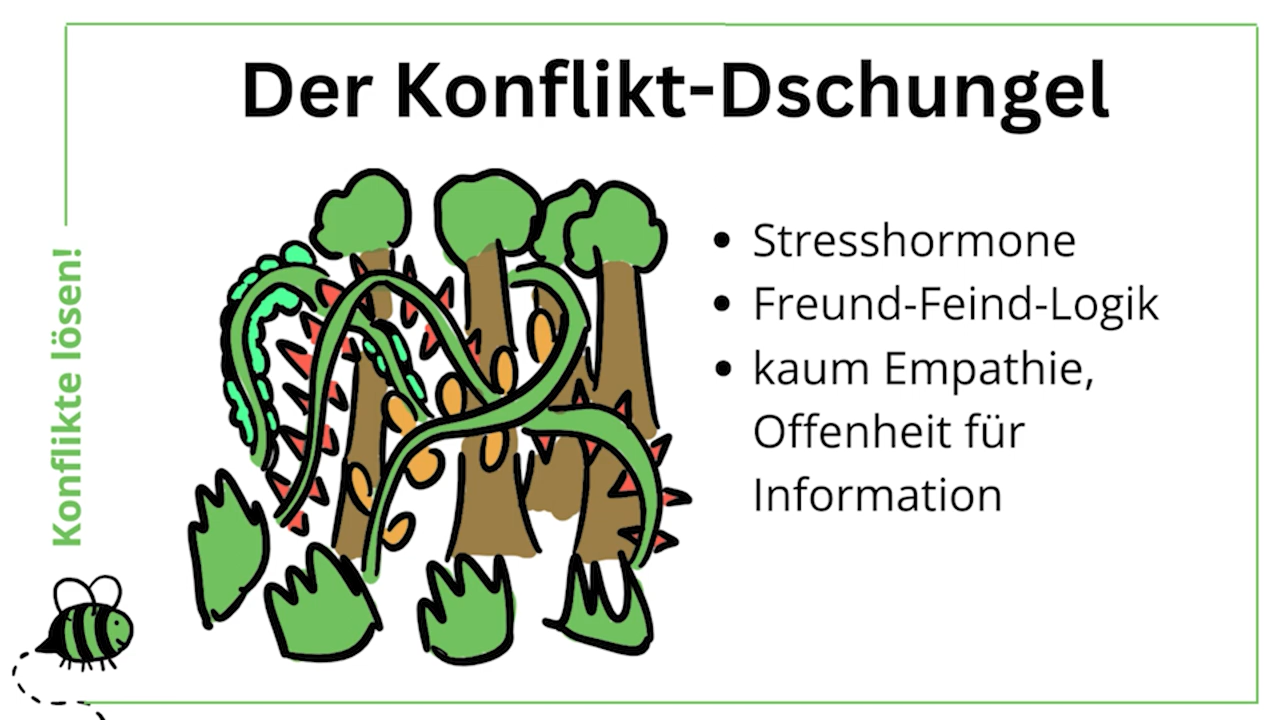 Der Konflikt-Dschungel
Konflikte lösen!
• Stresshormone
• Freund-Feind-Logik
• kaum Empathie,
Offenheit für
Information